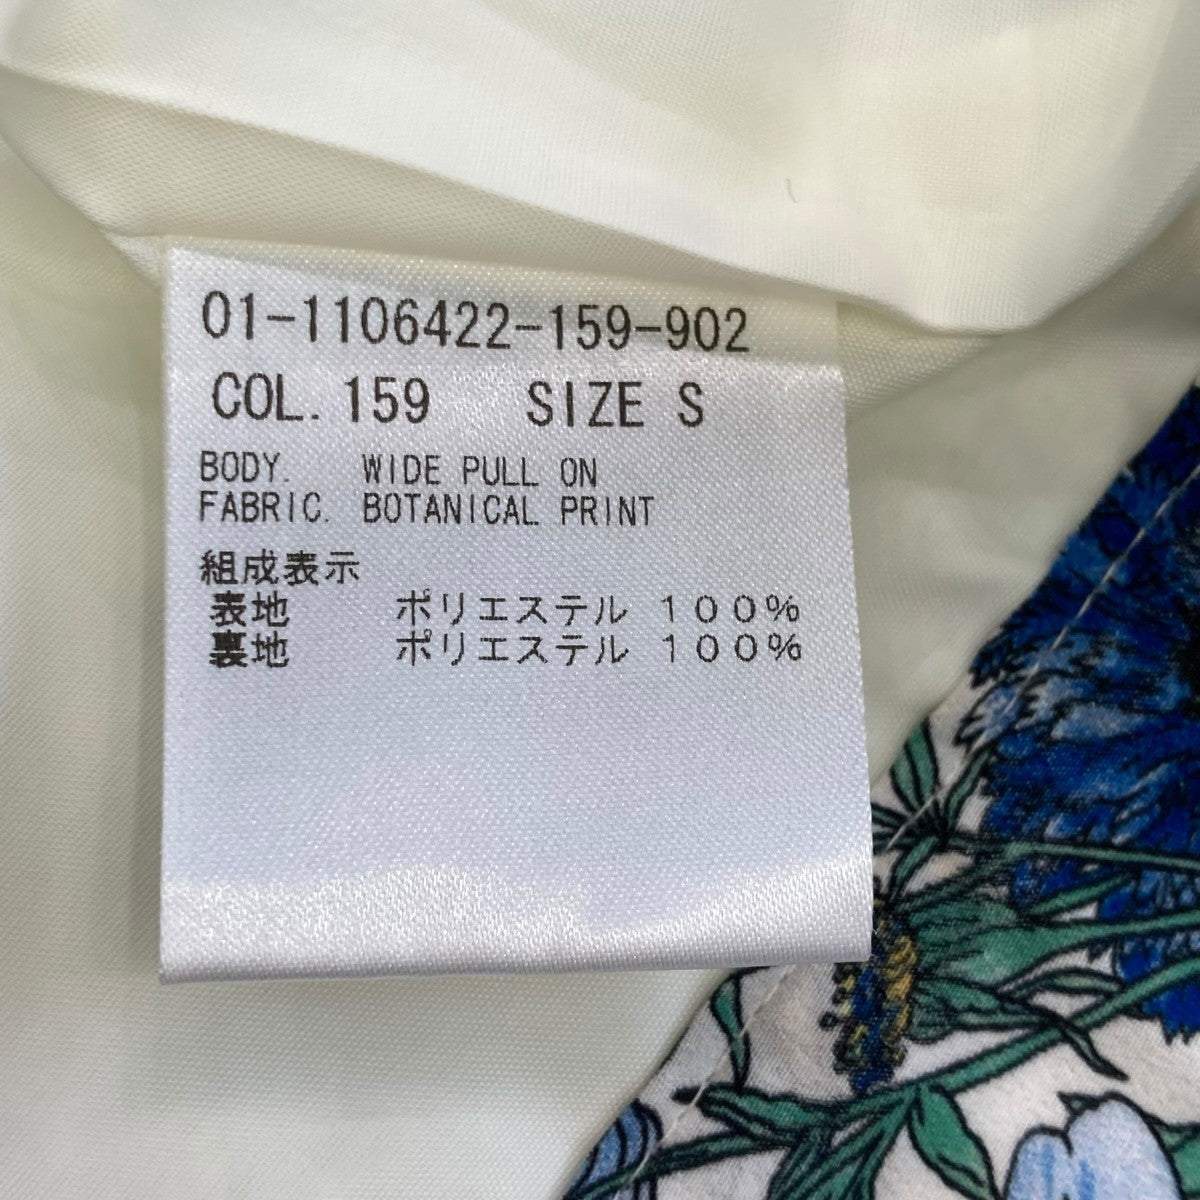 01-1106422-159-902
COL. 159 SIZE S
BODY. WIDE PULL ON
FABRIC. BOTANICAL PRINT
組成表示
表地 ポリエステル 100%
裏地 ポリエステル 100%